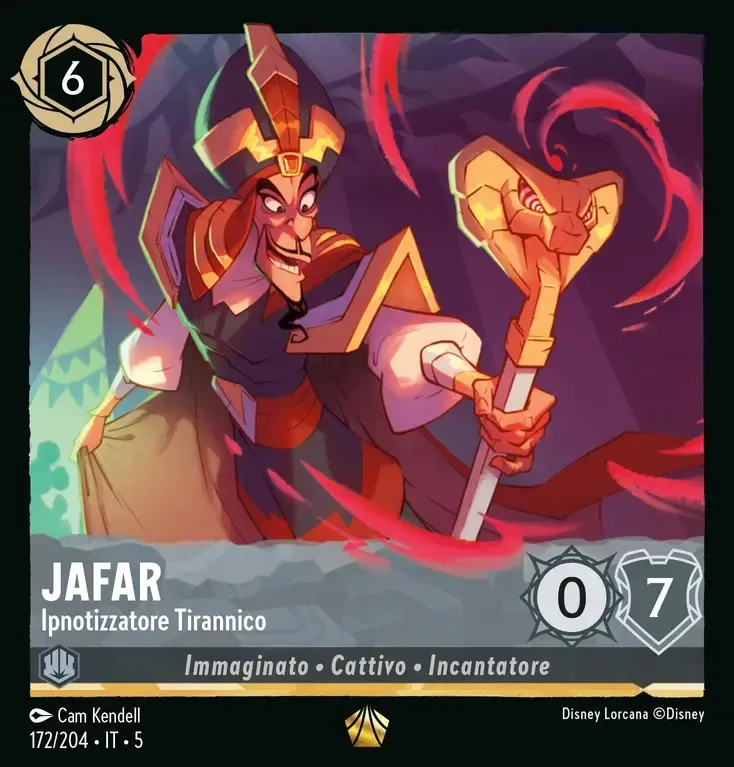 6
JAFAR
Ipnotizzatore Tirannico
0
7
Immaginato • Cattivo • Incantatore
Cam Kendell
Disney Lorcana ©Disney
172/204 • IT • 5